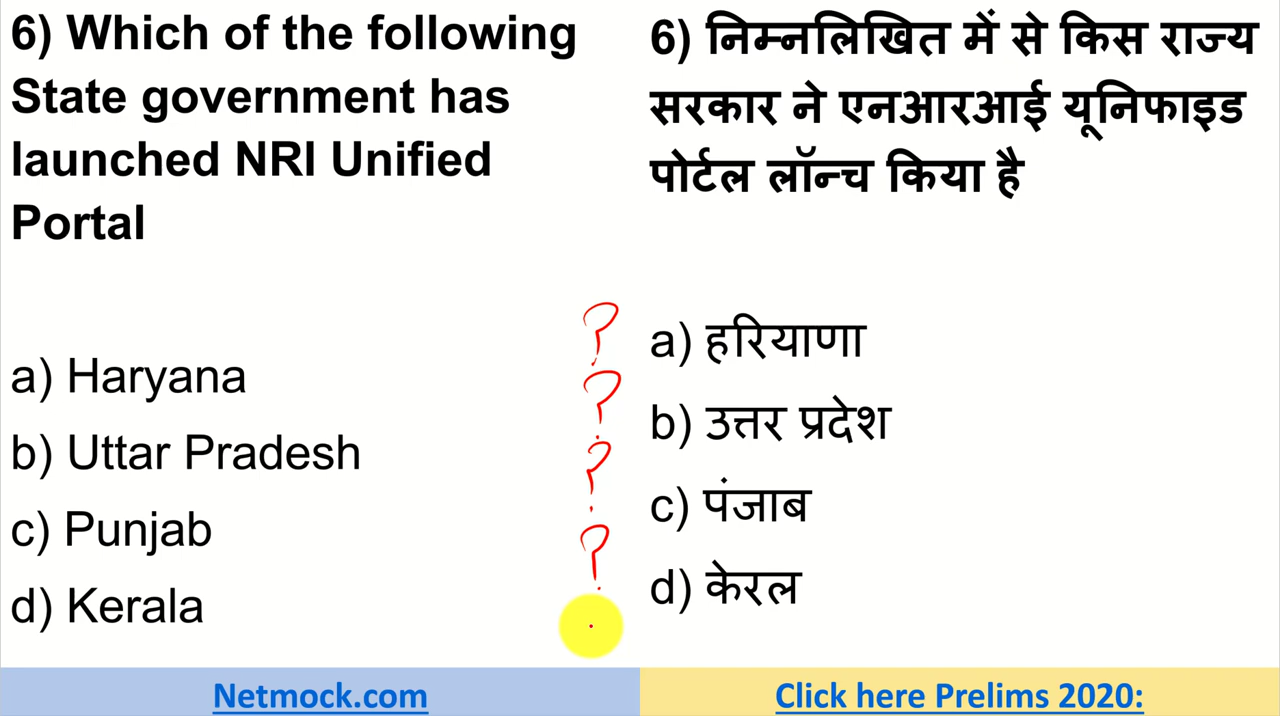 6) Which of the following
State government has
launched NRI Unified
Portal
a) Haryana
b) Uttar Pradesh
c) Punjab
d) Kerala
6) निम्नलिखित में से किस राज्य
सरकार ने एनआरआई यूनिफाइड
पोर्टल लॉन्च किया है
a) हरियाणा
b) उत्तर प्रदेश
c) पंजाब
d) केरल
?
?
?
?
Netmock.com
Click here Prelims 2020: